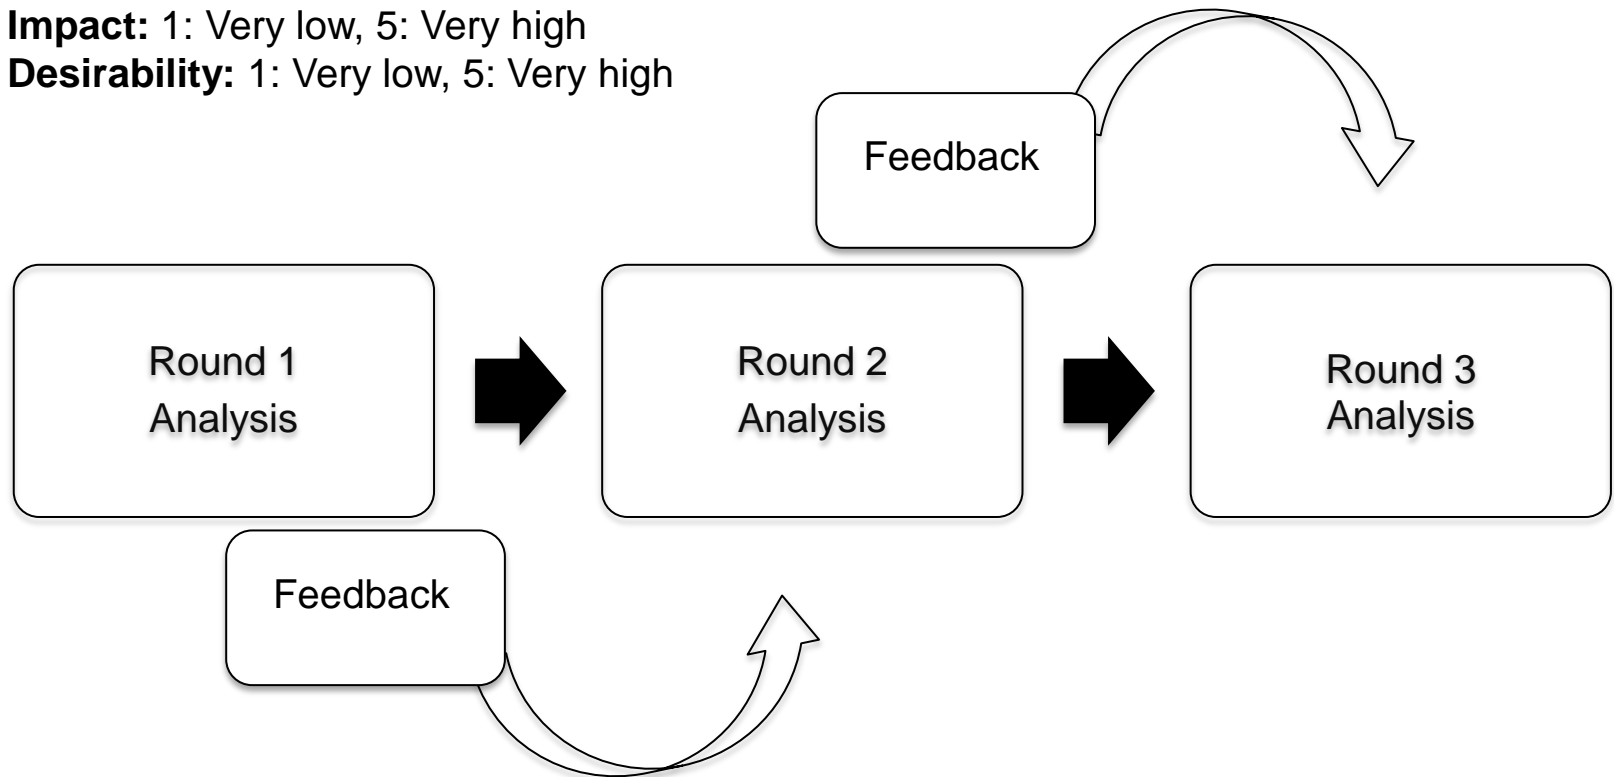 Impact: 1: Very low, 5: Very high
Desirability: 1: Very low, 5: Very high
Feedback
Round 1
Analysis
Round 2
Analysis
Round 3
Analysis
Feedback